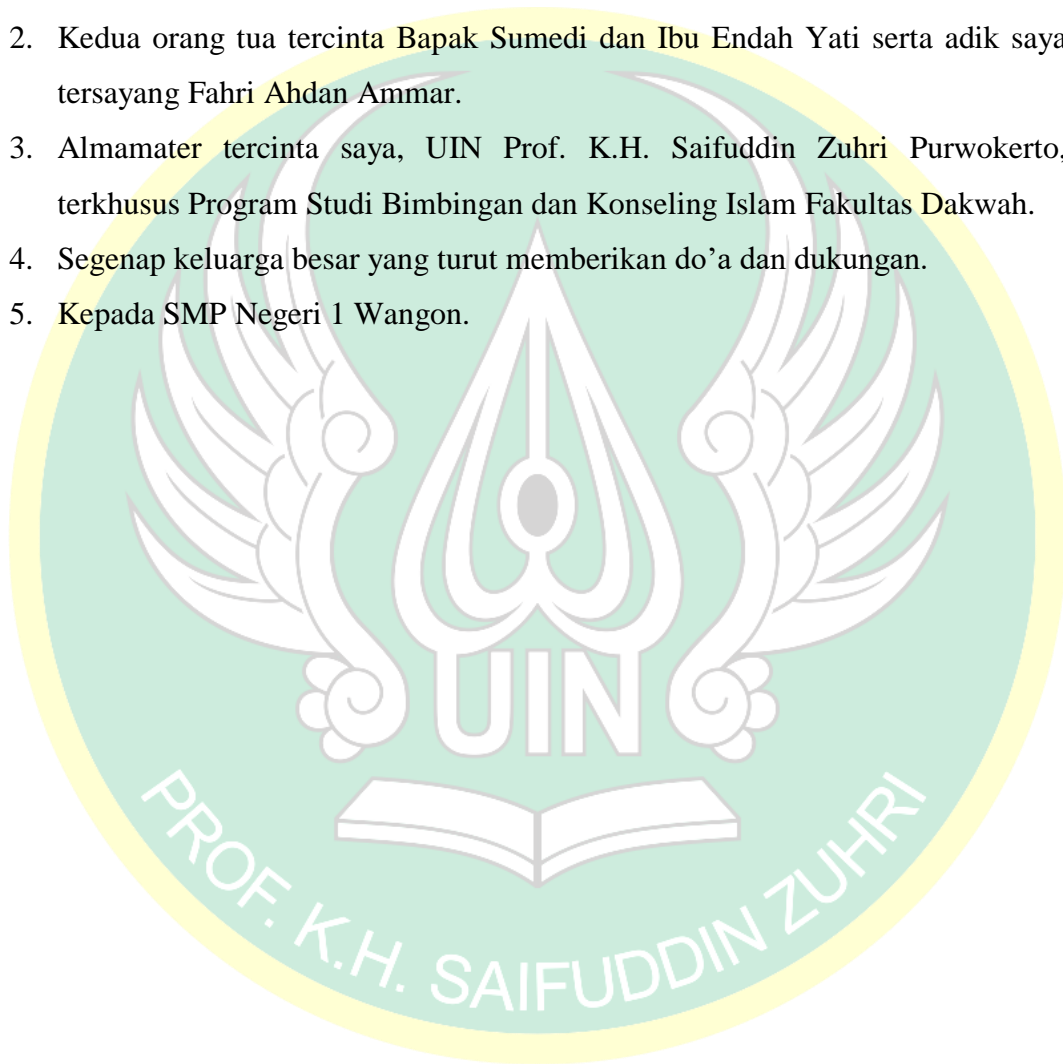 2. Kedua orang tua tercinta Bapak Sumedi dan Ibu Endah Yati serta adik saya
tersayang Fahri Ahdan Ammar.
3. Almamater tercinta saya, UIN Prof. K.H. Saifuddin Zuhri Purwokerto,
terkhusus Program Studi Bimbingan dan Konseling Islam Fakultas Dakwah.
4. Segenap keluarga besar yang turut memberikan do’a dan dukungan.
5. Kepada SMP Negeri 1 Wangon.
UIN
PROF. K.H. SAIFUDDIN ZUHRI